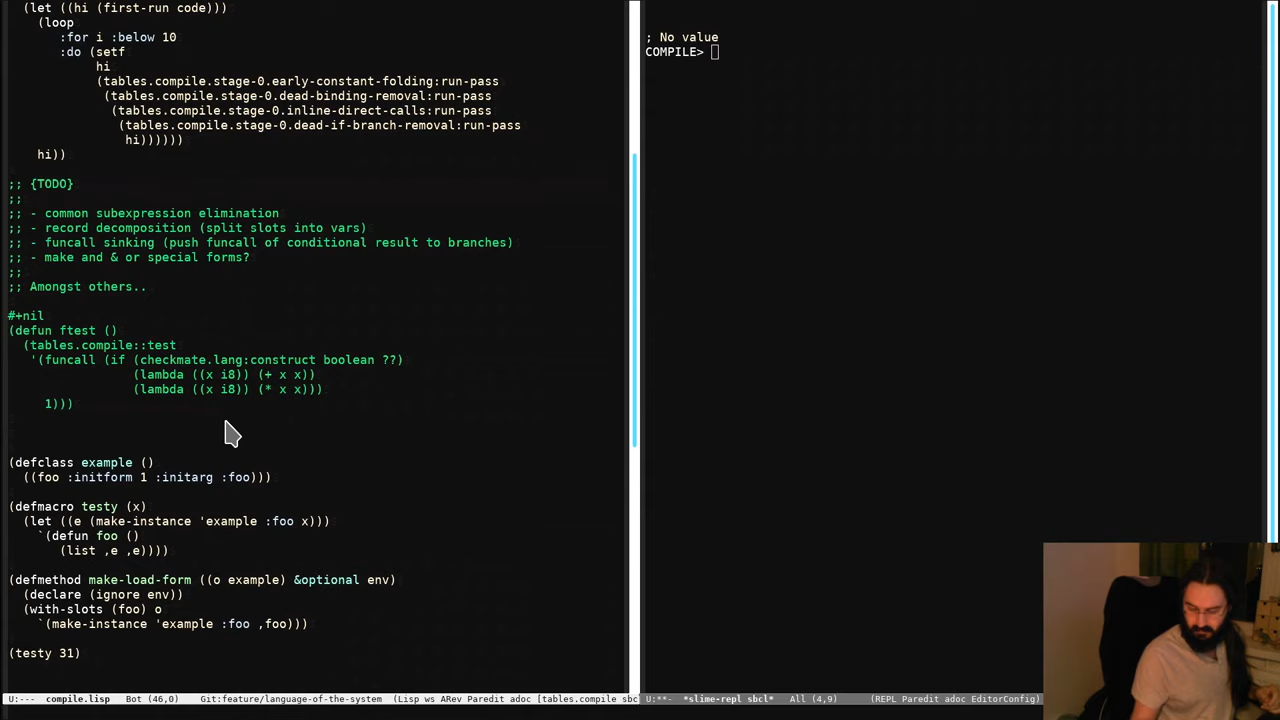 (let ((hi (first-run code)))
(loop
:for i :below 10
:do (setf
hi
(tables.compile.stage-0.early-constant-folding:run-pass
(tables.compile.stage-0.dead-binding-removal:run-pass
(tables.compile.stage-0.inline-direct-calls:run-pass
(tables.compile.stage-0.dead-if-branch-removal:run-pass
hi))))))
hi))
;; {TODO}
;;
;; - common subexpression elimination
;; - record decomposition (split slots into vars)
;; - funcall sinking (push funcall of conditional result to branches)
;; - make and & or special forms?
;;
;; Amongst others..
#+nil
(defun ftest ()
(tables.compile::test
'(funcall (if (checkmate.lang:construct boolean ??)
(lambda ((x i8)) (+ x x))
(lambda ((x i8)) (* x x)))
1)))
(defclass example ()
((foo :initform 1 :initarg :foo)))
(defmacro testy (x)
(let ((e (make-instance 'example :foo x)))
`(defun foo ()
(list ,e ,e))))
(defmethod make-load-form ((o example) &optional env)
(declare (ignore env))
(with-slots (foo) o
`(make-instance 'example :foo ,foo)))
(testy 31)
U:--- compile.lisp Bot (46,0) Git:feature/language-of-the-system (Lisp ws ARev Paredit adoc [tables.compile sbc
; No value
COMPILE>
U:**- *slime-repl sbcl* All (4,9) (REPL Paredit adoc EditorConfig)